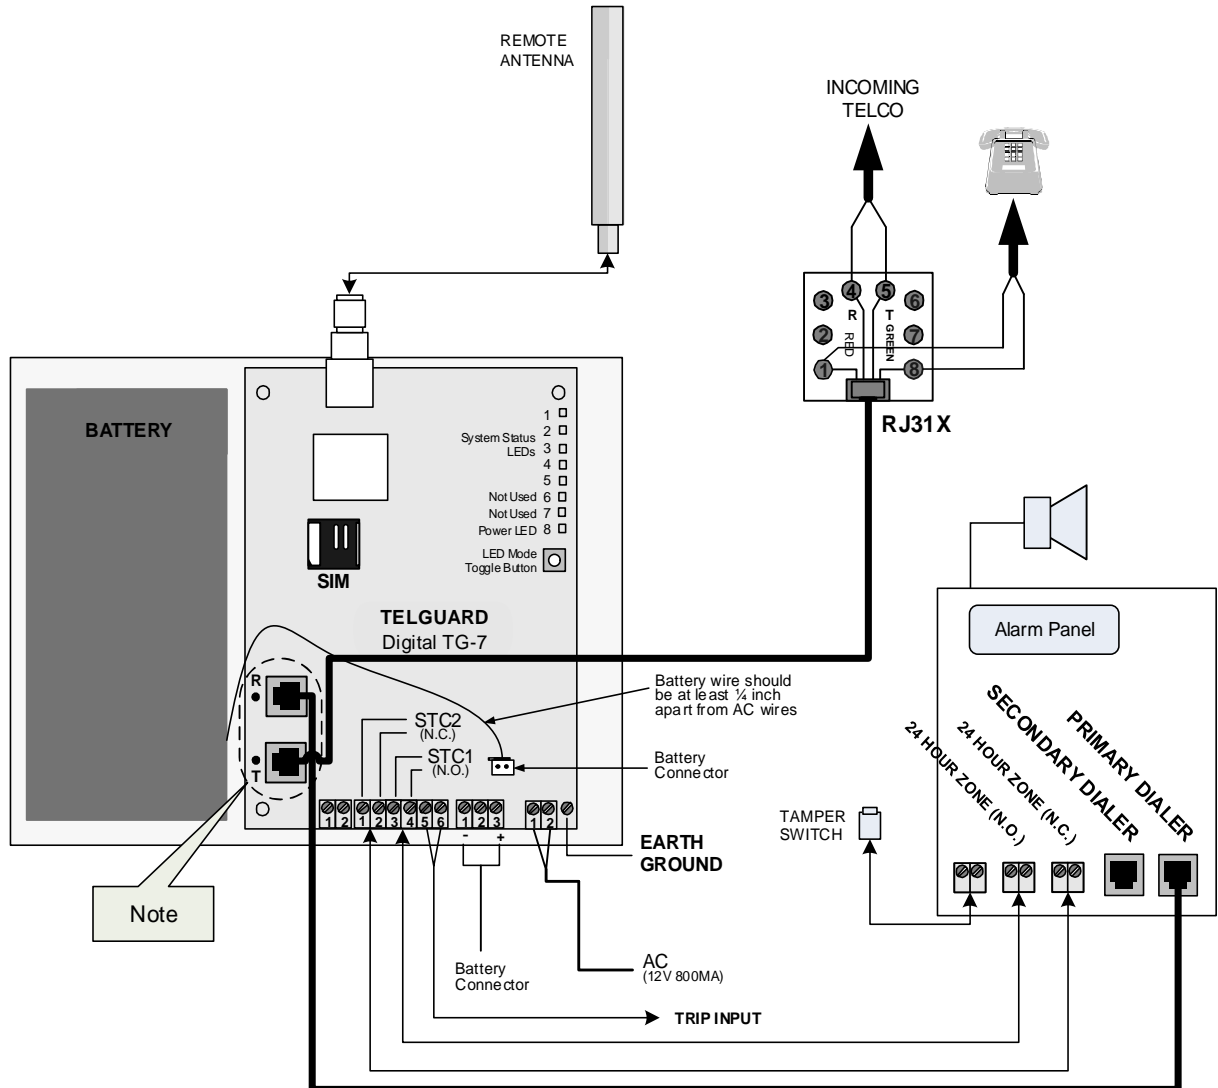 REMOTE
ANTENNA
INCOMING
TELCO
3
4
5
6
R
T
2
RED
GREEN
7
1
8
RJ31X
BATTERY
System Status
LEDs
1
2
3
4
5
Not Used 6
Not Used 7
Power LED 8
LED Mode
Toggle Button
SIM
TELGUARD
Digital TG-7
Alarm Panel
R
T
Battery wire should
be at least ¼ inch
apart from AC wires
STC2
(N.C.)
STC1
(N.O.)
Battery
Connector
24 HOUR ZONE (N.O.)
24 HOUR ZONE (N.C.)
SECONDARY DIALER
PRIMARY DIALER
TAMPER
SWITCH
1 2
1 2 3 4 5 6
1 2 3
1 2
- +
EARTH
GROUND
Note
Battery
Connector
AC
(12V 800MA)
TRIP INPUT